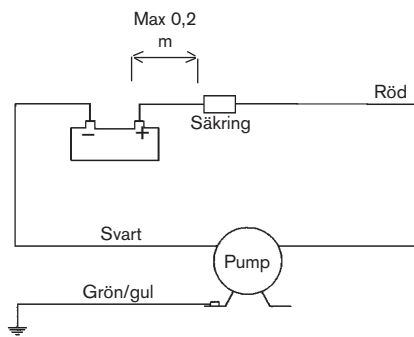 Max 0,2
m
Röd
− +
Säkring
Svart
Pump
Grön/gul